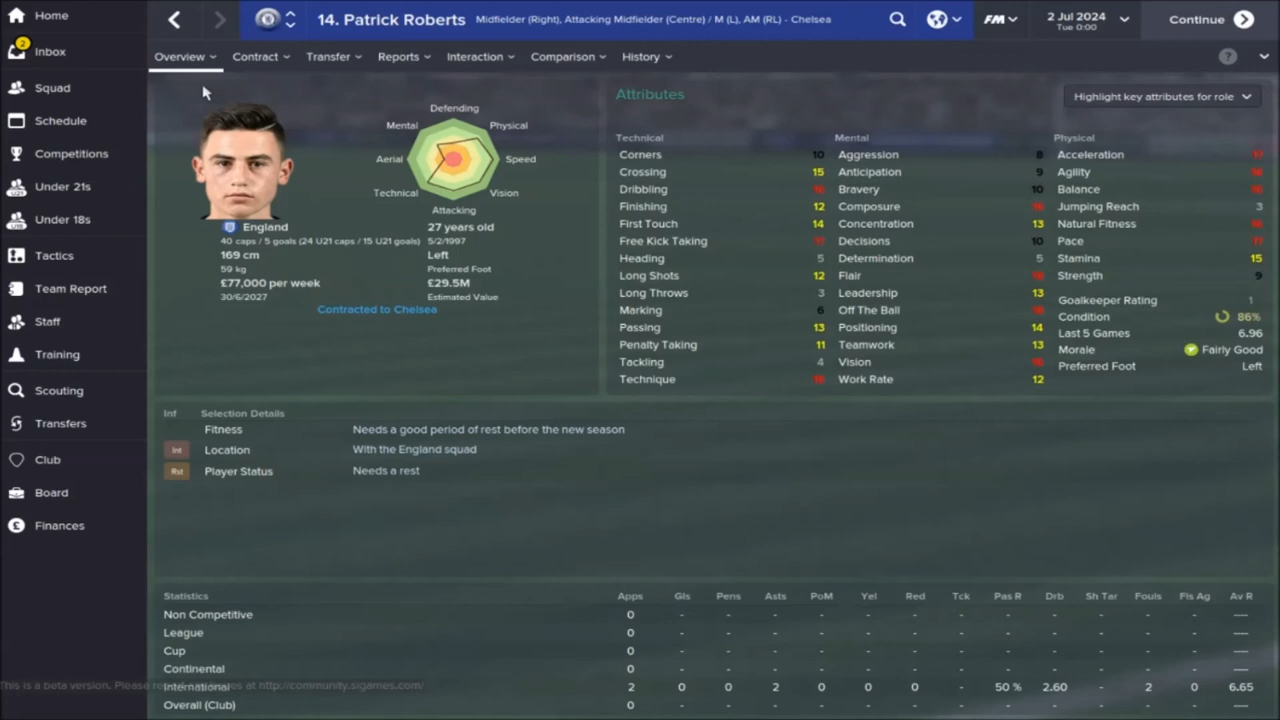 Home
14. Patrick Roberts
Midfielder (Right), Attacking Midfielder (Centre) / M (L), AM (RL) - Chelsea
FM
2 Jul 2024
Tue 0:00
Continue
2
Inbox
Squad
Schedule
Competitions
Under 21s
Under 18s
Tactics
Team Report
Staff
Training
Scouting
Transfers
Club
Board
Finances
Overview Contract Transfer Reports Interaction Comparison History ?
Defending
Mental Physical
Aerial Speed
Technical Vision
Attacking
England
40 caps / 5 goals (24 U21 caps / 15 U21 goals)
169 cm
59 kg
£77,000 per week
30/6/2027
27 years old
5/2/1997
Left
Preferred Foot
£29.5M
Estimated Value
Contracted to Chelsea
Attributes
Highlight key attributes for role
Technical
Corners 10
Crossing 15
Dribbling
Finishing 12
First Touch 14
Free Kick Taking
Heading 5
Long Shots 12
Long Throws 3
Marking 6
Passing 13
Penalty Taking 11
Tackling 4
Technique
Mental
Aggression 8
Anticipation 9
Bravery 10
Composure
Concentration 13
Decisions 10
Determination 5
Flair
Leadership 13
Off The Ball
Positioning 14
Teamwork 13
Vision
Work Rate 12
Physical
Acceleration
Agility
Balance
Jumping Reach 3
Natural Fitness
Pace
Stamina 15
Strength 9
Goalkeeper Rating 1
Condition 86%
Last 5 Games 6.96
Morale Fairly Good
Preferred Foot Left
Inf Selection Details
Fitness Needs a good period of rest before the new season
Int Location With the England squad
Rst Player Status Needs a rest
Statistics Apps Gls Pens Asts PoM Yel Red Tck Pas R Drb Sh Tar Fouls Fls Ag Av R
Non Competitive 0 - - - - - - - - - - - - ---
League 0 - - - - - - - - - - - - ---
Cup 0 - - - - - - - - - - - - ---
Continental 0 - - - - - - - - - - - - ---
International 2 0 0 2 0 0 0 - 50 % 2.60 - 2 0 6.65
Overall (Club) 0 - - - - - - - - - - - - ---
This is a beta version. Please at http://community.sigames.com/